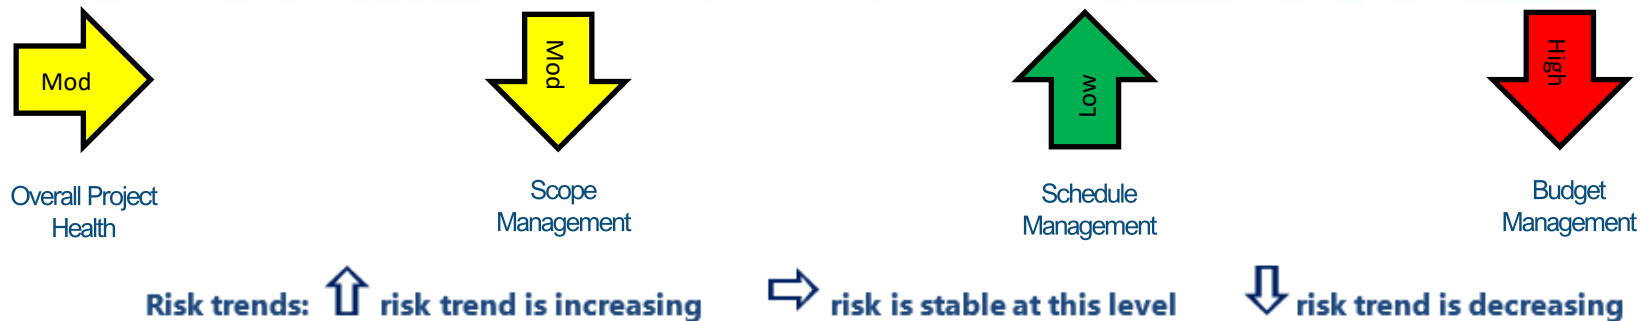 Mod
Mod
Low
High
Overall Project
Health
Scope
Management
Schedule
Management
Budget
Management
Risk trends: risk trend is increasing risk is stable at this level risk trend is decreasing